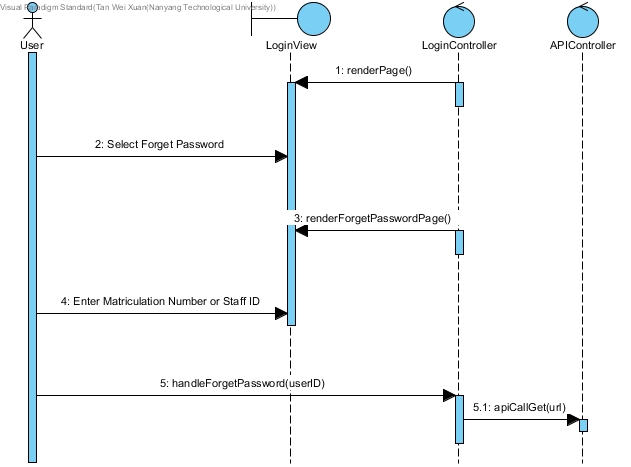 Visual Paradigm Standard(Tan Wei Xuan(Nanyang Technological University))
User
LoginView
LoginController
APIController
1: renderPage()
2: Select Forget Password
3: renderForgetPasswordPage()
4: Enter Matriculation Number or Staff ID
5: handleForgetPassword(userID)
5.1: apiCallGet(url)